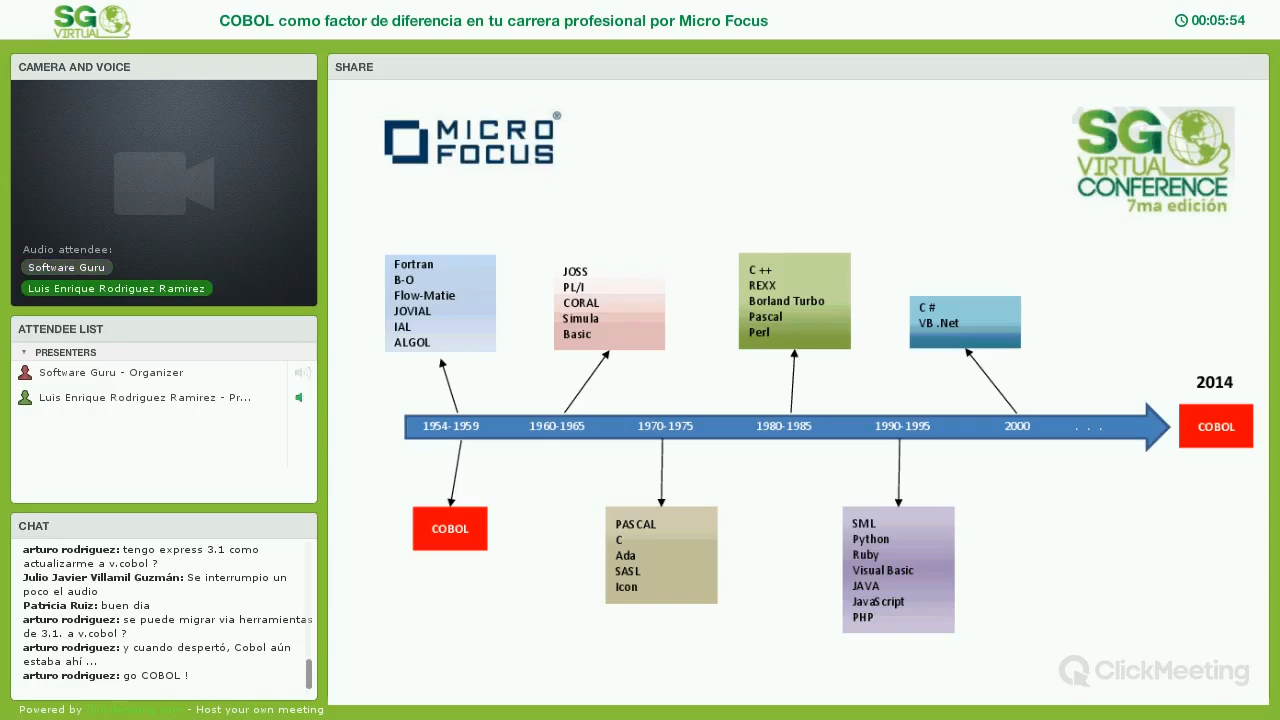 SG
VIRTUAL
COBOL como factor de diferencia en tu carrera profesional por Micro Focus
00:05:54
CAMERA AND VOICE
Audio attendee:
Software Guru
Luis Enrique Rodriguez Ramirez
ATTENDEE LIST
PRESENTERS
Software Guru - Organizer
Luis Enrique Rodriguez Ramirez - Pr...
CHAT
arturo rodriguez: tengo express 3.1 como
actualizarme a v.cobol ?
Julio Javier Villamil Guzmán: Se interrumpio un
poco el audio
Patricia Ruiz: buen dia
arturo rodriguez: se puede migrar via herramientas
de 3.1. a v.cobol ?
arturo rodriguez: y cuando despertó, Cobol aún
estaba ahí ...
arturo rodriguez: go COBOL !
Powered by - Host your own meeting
SHARE
MICRO
FOCUS®
SG
VIRTUAL
CONFERENCE
7ma edición
Fortran
B-O
Flow-Matie
JOVIAL
IAL
ALGOL
JOSS
PL/I
CORAL
Simula
Basic
C ++
REXX
Borland Turbo
Pascal
Perl
C #
VB .Net
2014
1954-1959
1960-1965
1970-1975
1980-1985
1990-1995
2000
. . .
COBOL
COBOL
PASCAL
C
Ada
SASL
Icon
SML
Python
Ruby
Visual Basic
JAVA
JavaScript
PHP
ClickMeeting